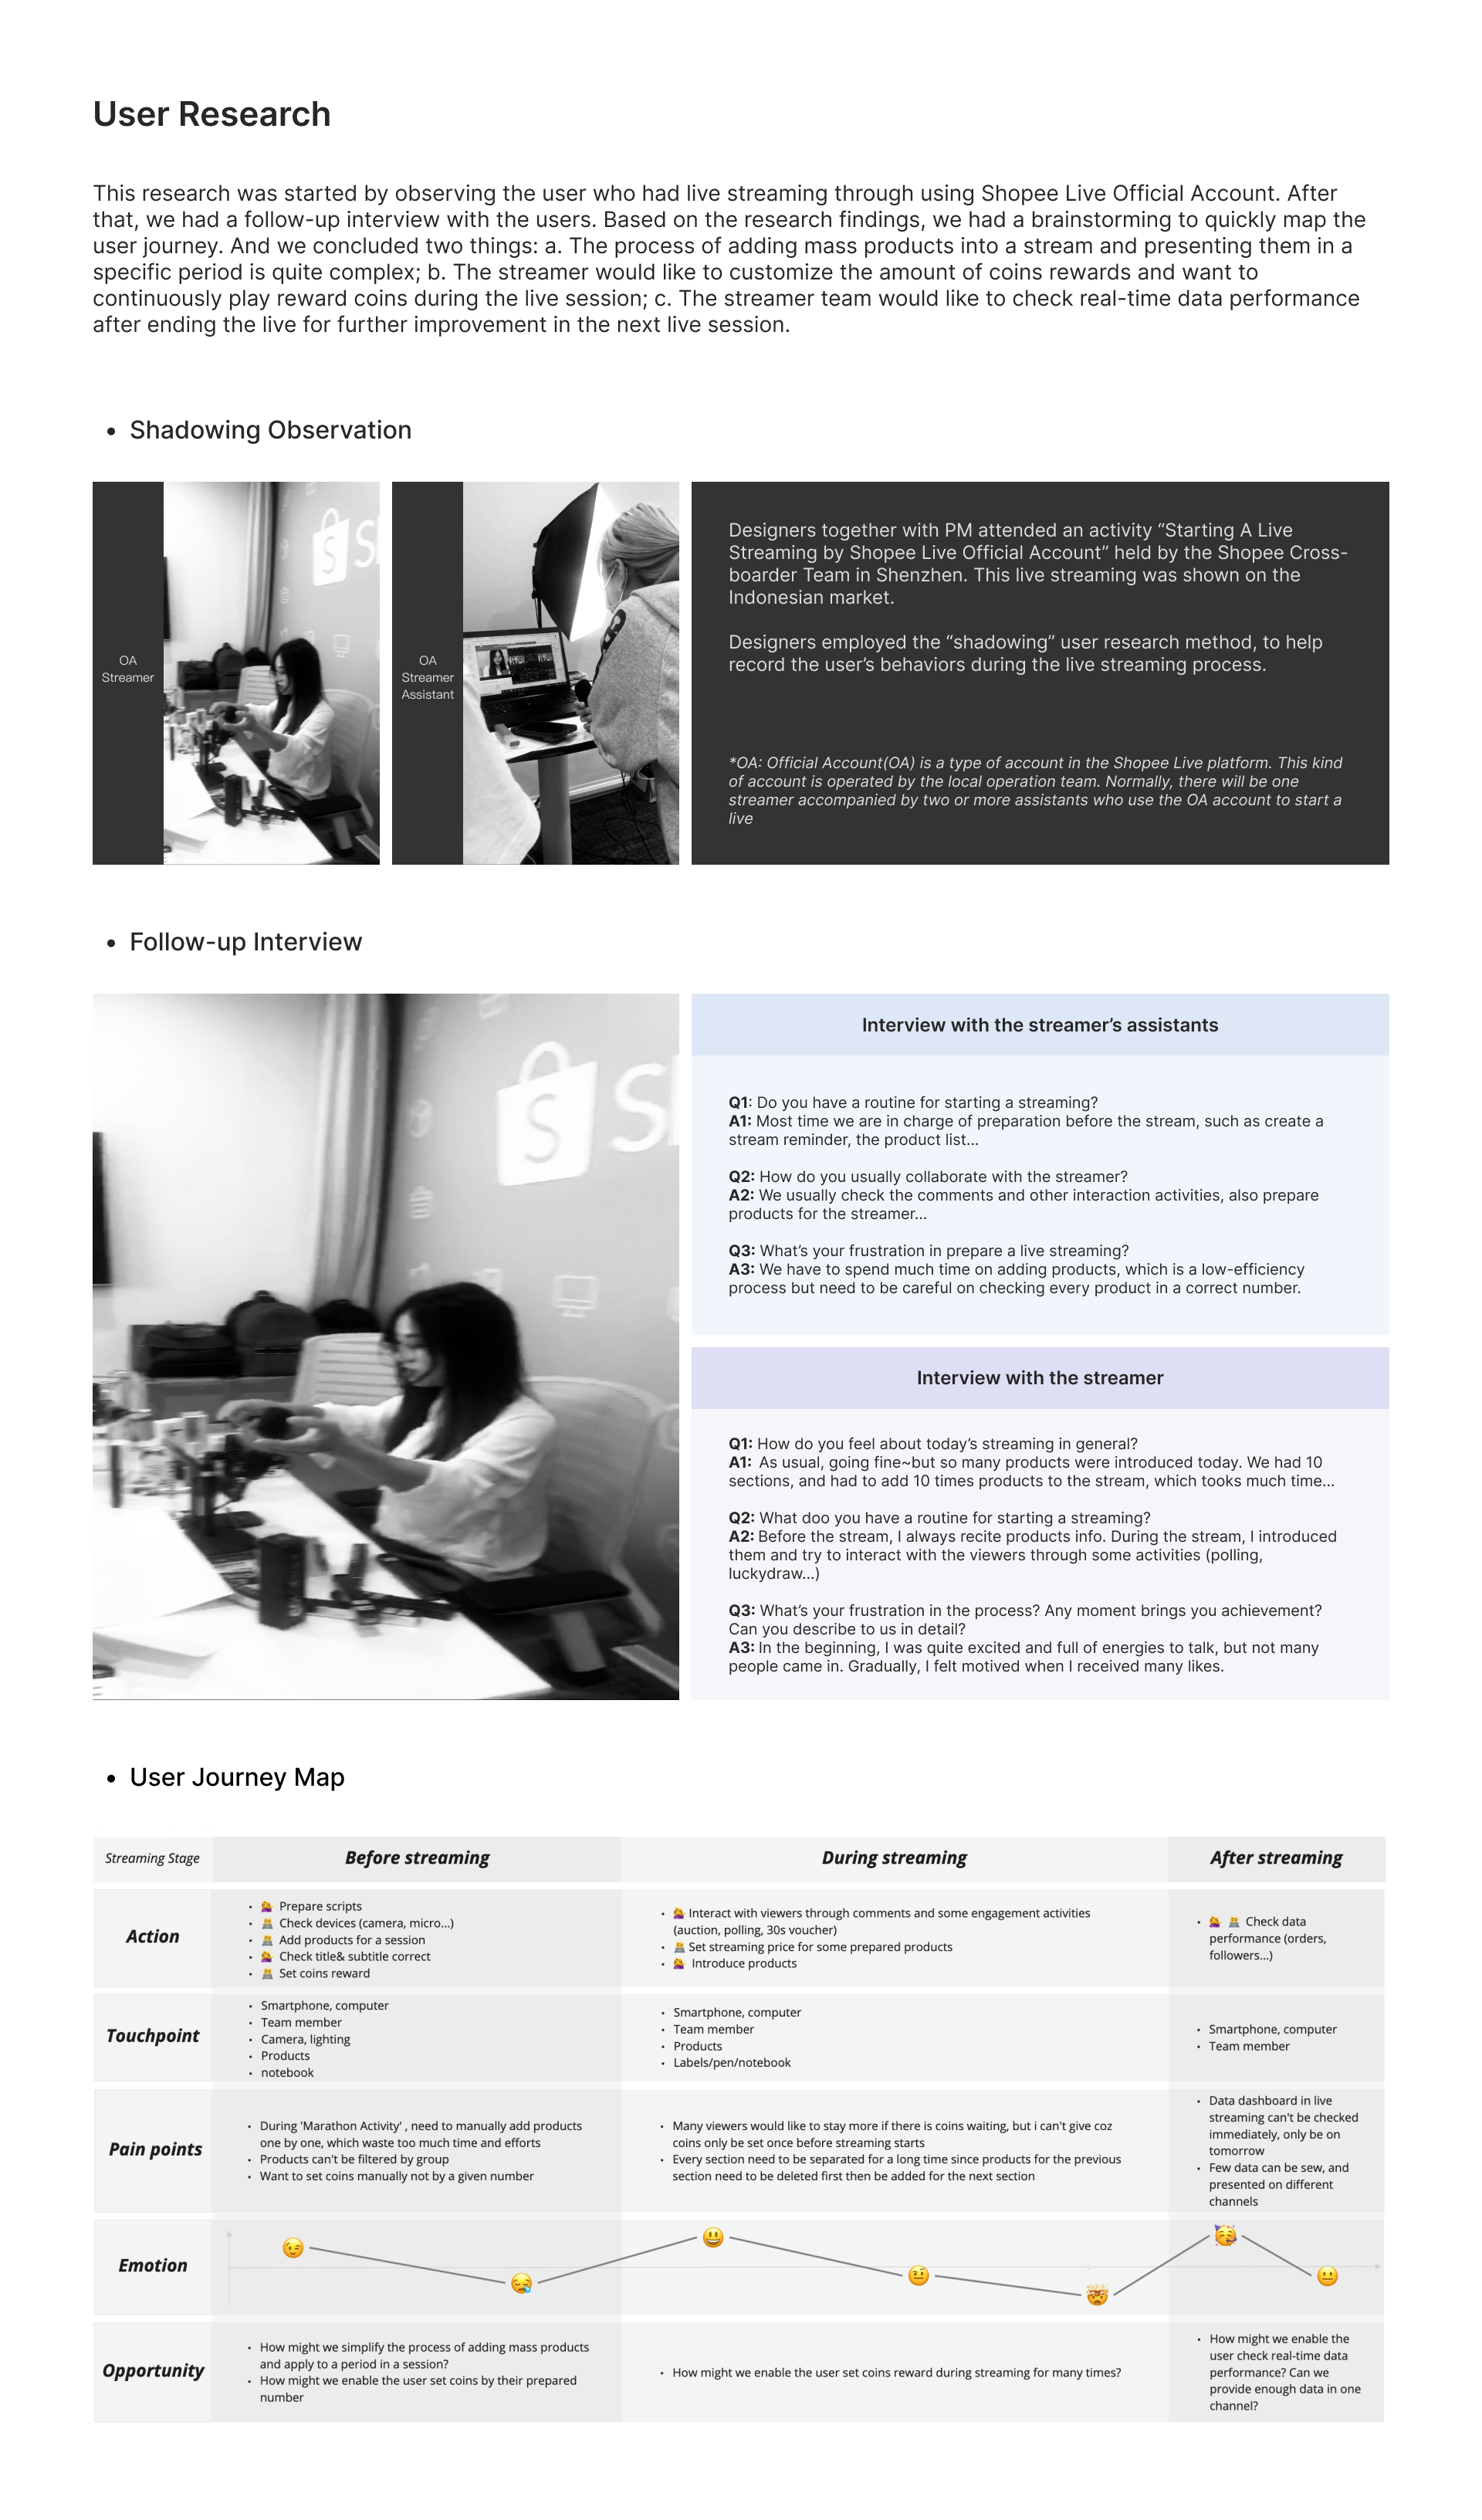 User Research
This research was started by observing the user who had live streaming through using Shopee Live Official Account. After
that, we had a follow-up interview with the users. Based on the research findings, we had a brainstorming to quickly map the
user journey. And we concluded two things: a. The process of adding mass products into a stream and presenting them in a
specific period is quite complex; b. The streamer would like to customize the amount of coins rewards and want to
continuously play reward coins during the live session; c. The streamer team would like to check real-time data performance
after ending the live for further improvement in the next live session.
• Shadowing Observation
OA
Streamer
S
OA
Streamer
Assistant
Designers together with PM attended an activity “Starting A Live
Streaming by Shopee Live Official Account” held by the Shopee Cross-
boarder Team in Shenzhen. This live streaming was shown on the
Indonesian market.
Designers employed the “shadowing” user research method, to help
record the user’s behaviors during the live streaming process.
*OA: Official Account(OA) is a type of account in the Shopee Live platform. This kind
of account is operated by the local operation team. Normally, there will be one
streamer accompanied by two or more assistants who use the OA account to start a
live
• Follow-up Interview
S
Interview with the streamer’s assistants
Q1: Do you have a routine for starting a streaming?
A1: Most time we are in charge of preparation before the stream, such as create a
stream reminder, the product list...
Q2: How do you usually collaborate with the streamer?
A2: We usually check the comments and other interaction activities, also prepare
products for the streamer...
Q3: What’s your frustration in prepare a live streaming?
A3: We have to spend much time on adding products, which is a low-efficiency
process but need to be careful on checking every product in a correct number.
Interview with the streamer
Q1: How do you feel about today’s streaming in general?
A1: As usual, going fine~but so many products were introduced today. We had 10
sections, and had to add 10 times products to the stream, which tooks much time...
Q2: What doo you have a routine for starting a streaming?
A2: Before the stream, I always recite products info. During the stream, I introduced
them and try to interact with the viewers through some activities (polling,
luckydraw...)
Q3: What’s your frustration in the process? Any moment brings you achievement?
Can you describe to us in detail?
A3: In the beginning, I was quite excited and full of energies to talk, but not many
people came in. Gradually, I felt motived when I received many likes.
• User Journey Map
Streaming Stage
Before streaming
During streaming
After streaming
Action
• Prepare scripts
• Check devices (camera, micro...)
• Add products for a session
• Check title& subtitle correct
• Set coins reward
• Interact with viewers through comments and some engagement activities
(auction, polling, 30s voucher)
• Set streaming price for some prepared products
• Introduce products
• Check data
performance (orders,
followers...)
Touchpoint
• Smartphone, computer
• Team member
• Camera, lighting
• Products
• notebook
• Smartphone, computer
• Team member
• Products
• Labels/pen/notebook
• Smartphone, computer
• Team member
Pain points
• During 'Marathon Activity' , need to manually add products
one by one, which waste too much time and efforts
• Products can't be filtered by group
• Want to set coins manually not by a given number
• Many viewers would like to stay more if there is coins waiting, but i can't give coz
coins only be set once before streaming starts
• Every section need to be separated for a long time since products for the previous
section need to be deleted first then be added for the next section
• Data dashboard in live
streaming can't be checked
immediately, only be on
tomorrow
• Few data can be sew, and
presented on different
channels
Emotion
Opportunity
• How might we simplify the process of adding mass products
and apply to a period in a session?
• How might we enable the user set coins by their prepared
number
• How might we enable the user set coins reward during streaming for many times?
• How might we enable the
user check real-time data
performance? Can we
provide enough data in one
channel?